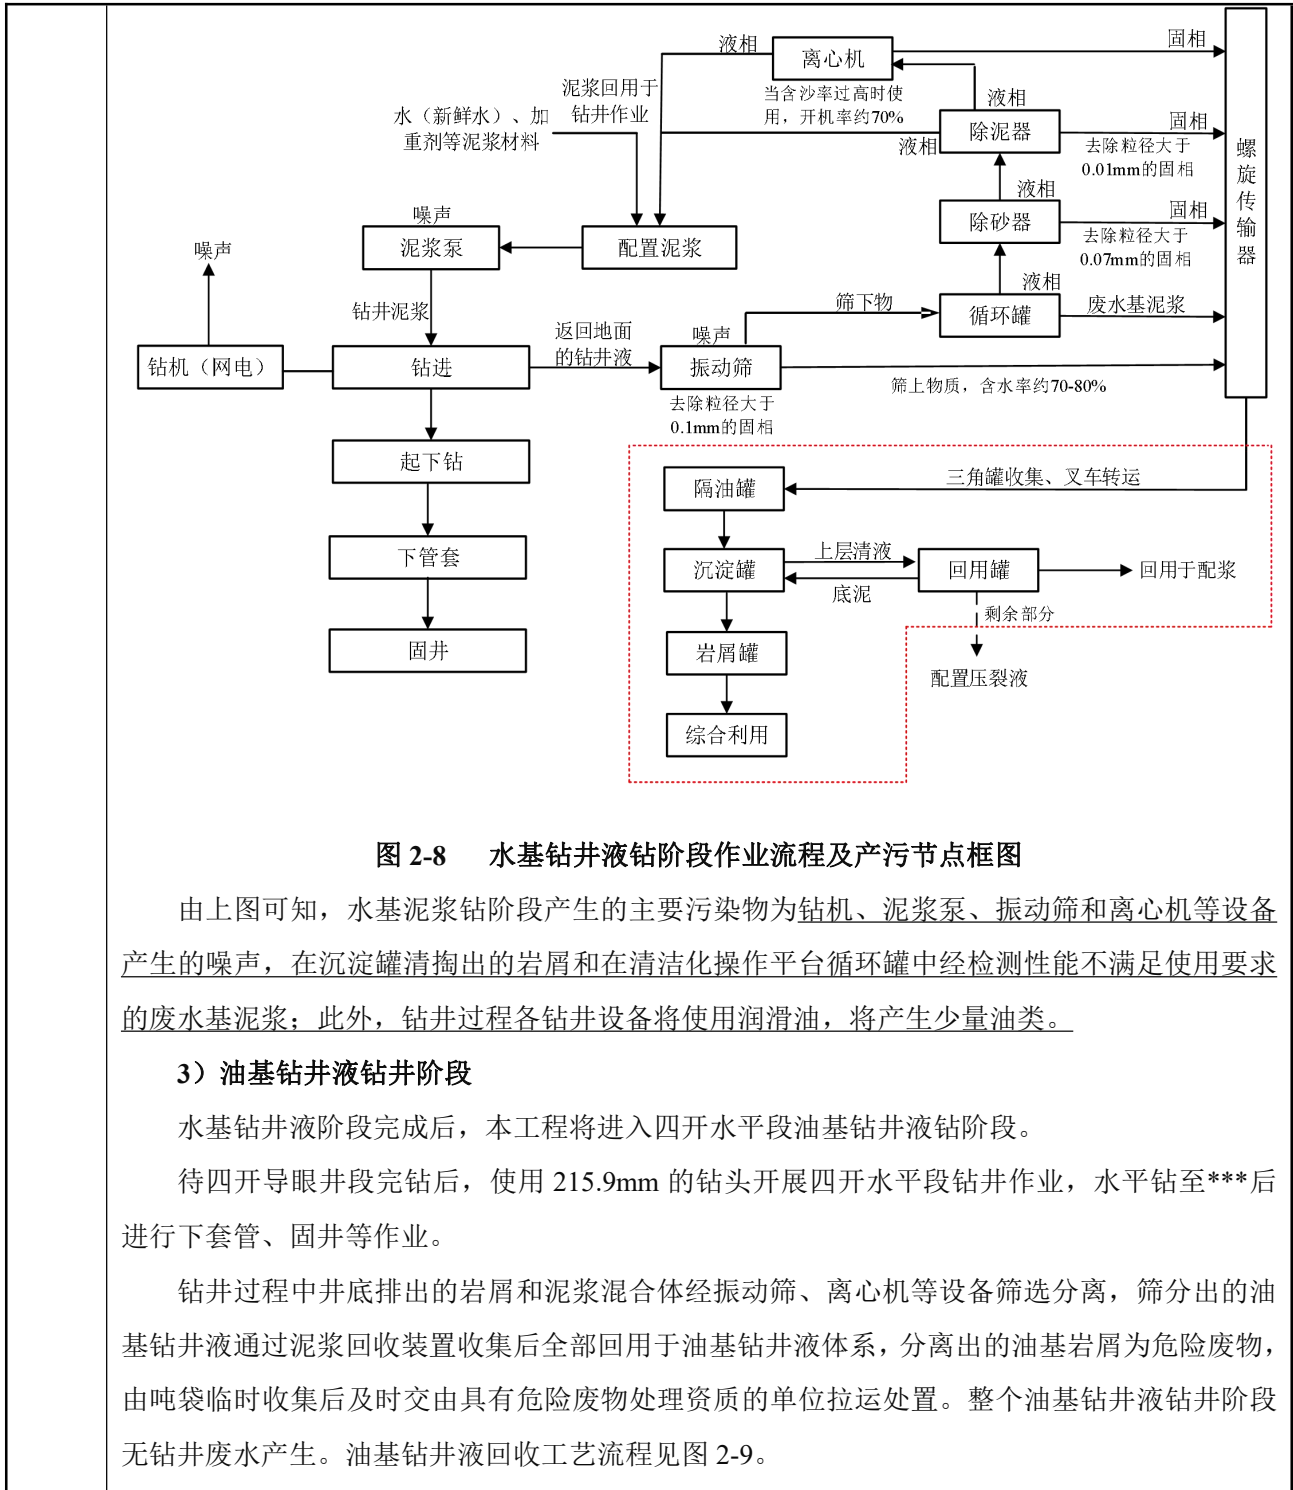 液相
离心机
固相
泥浆回用于
钻井作业
当含沙率过高时使
用，开机率约70%
液相
水（新鲜水）、加
重剂等泥浆材料
除泥器
液相
固相
去除粒径大于
0.01mm的固相
螺旋传输器
液相
噪声
除砂器
固相
去除粒径大于
0.07mm的固相
泥浆泵
配置泥浆
噪声
液相
钻井泥浆
筛下物
循环罐
废水基泥浆
返回地面
的钻井液
噪声
钻机（网电）
钻进
振动筛
筛上物质，含水率约70-80%
去除粒径大于
0.1mm的固相
起下钻
隔油罐
三角罐收集、叉车转运
下管套
沉淀罐
上层清液
底泥
回用罐
回用于配浆
剩余部分
固井
岩屑罐
配置压裂液
综合利用
图 2-8 水基钻井液钻阶段作业流程及产污节点框图
由上图可知，水基泥浆钻阶段产生的主要污染物为钻机、泥浆泵、振动筛和离心机等设备
产生的噪声，在沉淀罐清掏出的岩屑和在清洁化操作平台循环罐中经检测性能不满足使用要求
的废水基泥浆；此外，钻井过程各钻井设备将使用润滑油，将产生少量油类。
3）油基钻井液钻井阶段
水基钻井液阶段完成后，本工程将进入四开水平段油基钻井液钻阶段。
待四开导眼井段完钻后，使用 215.9mm 的钻头开展四开水平段钻井作业，水平钻至***后
进行下套管、固井等作业。
钻井过程中井底排出的岩屑和泥浆混合体经振动筛、离心机等设备筛选分离，筛分出的油
基钻井液通过泥浆回收装置收集后全部回用于油基钻井液体系，分离出的油基岩屑为危险废物，
由吨袋临时收集后及时交由具有危险废物处理资质的单位拉运处置。整个油基钻井液钻井阶段
无钻井废水产生。油基钻井液回收工艺流程见图 2-9。